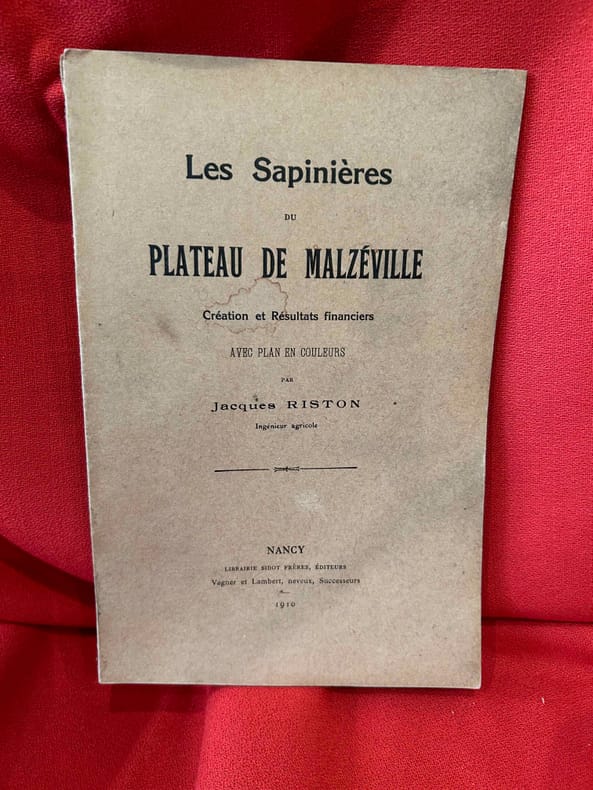 Les Sapinières
DU
PLATEAU DE MALZÉVILLE
Création et Résultats financiers
AVEC PLAN EN COULEURS
PAR
Jacques RISTON
Ingénieur agricole
NANCY
LIBRAIRIE SIDOT FRÈRES, ÉDITEURS
Vagner et Lambert, neveux, Successeurs
1910